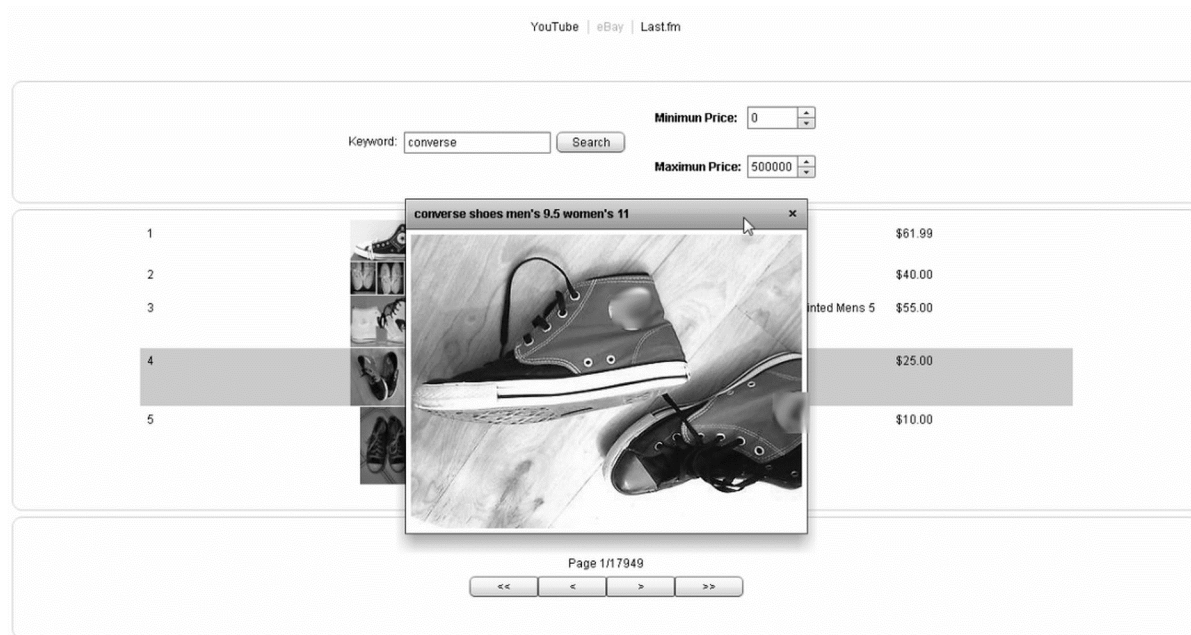 YouTube | eBay | Last.fm
Minimun Price: 0
Keyword: converse Search
Maximun Price: 500000
converse shoes men's 9.5 women's 11 ×
1 $61.99
2 $40.00
3 inted Mens 5 $55.00
4 $25.00
5 $10.00
Page 1/17949
<< < > >>